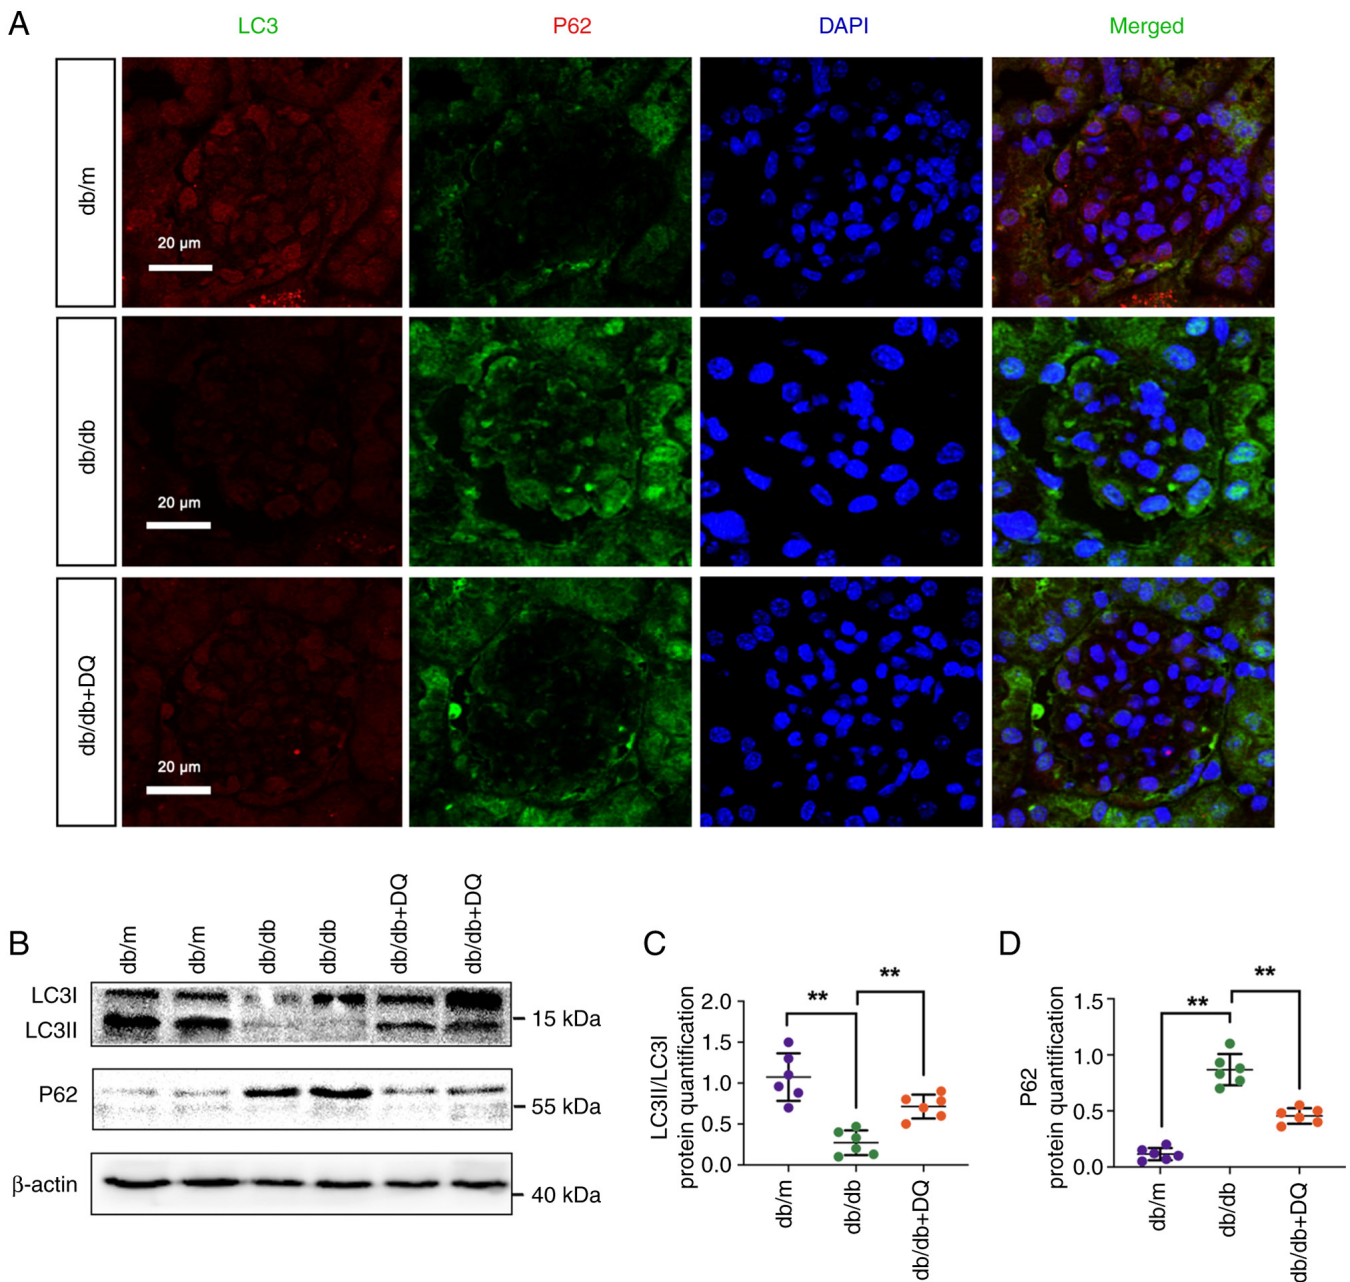 A
LC3 P62 DAPI Merged
db/m
20 µm
db/db
20 µm
db/db+DQ
20 µm
B
db/m db/m db/db db/db db/db+DQ db/db+DQ
LC3I
LC3II
15 kDa
P62
55 kDa
β-actin
40 kDa
C
LC3II/LC3I
protein quantification
2.0
1.5
1.0
0.5
0.0
**
**
db/m db/db db/db+DQ
D
P62
protein quantification
1.5
1.0
0.5
0.0
**
**
db/m db/db db/db+DQ